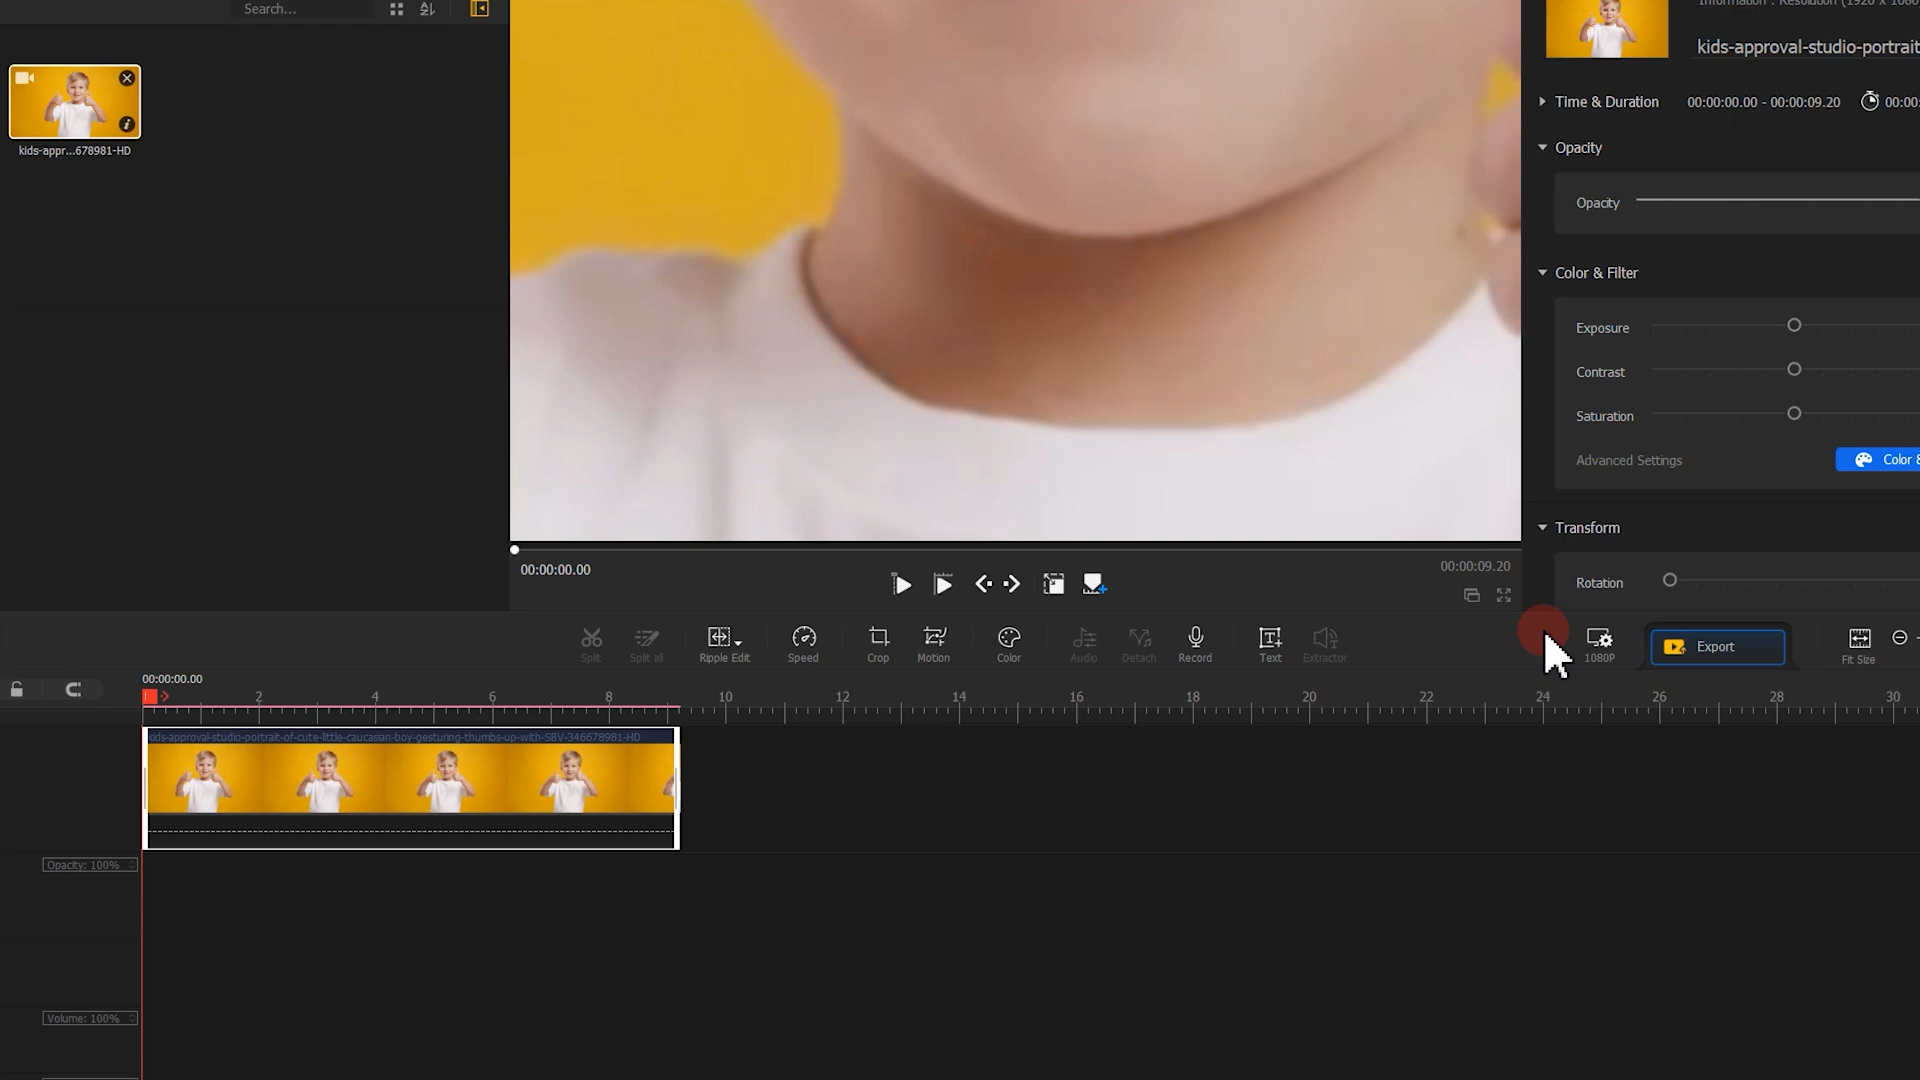 Search...
Information : Resolution (1920 x 1080
kids-approval-studio-portrait
kids-appr...678981-HD
Time & Duration 00:00:00.00 - 00:00:09.20 00:00:
Opacity
Opacity
Color & Filter
Exposure
Contrast
Saturation
Advanced Settings Color &
Transform
Rotation
00:00:00.00 00:00:09.20
Split Split all Ripple Edit Speed Crop Motion Color Audio Detach Record Text Extractor 1080P Export Fit Size
00:00:00.00
2 4 6 8 10 12 14 16 18 20 22 24 26 28 30
kids-approval-studio-portrait-of-cute-little-caucasian-boy-gesturing-thumbs-up-with-SBV-346678981-HD
Opacity: 100%
Volume: 100%